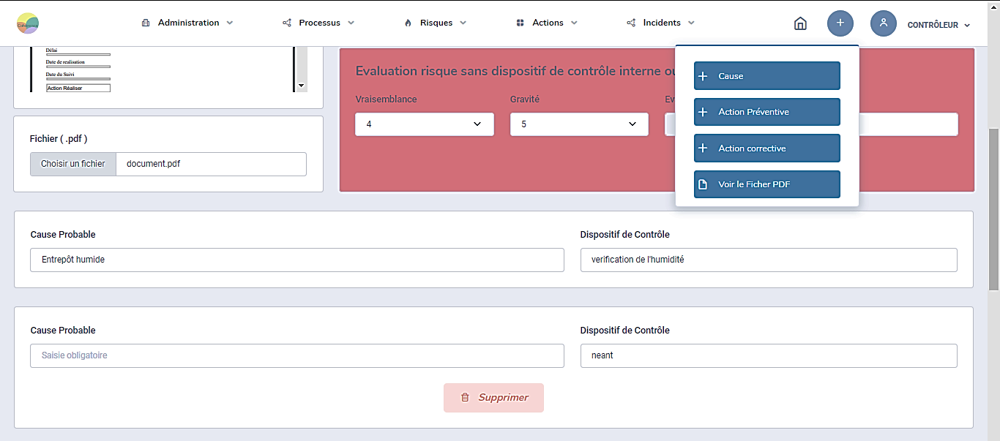 Cohérence
Administration
Processus
Risques
Actions
Incidents
CONTRÔLEUR
Délai
Date de realisation
Date du Suivi
Action Réaliser
Fichier ( .pdf )
Choisir un fichier
document.pdf
Evaluation risque sans dispositif de contrôle interne
Vraisemblance
Gravité
4
5
Cause
Action Préventive
Action corrective
Voir le Ficher PDF
Cause Probable
Dispositif de Contrôle
Entrepôt humide
verification de l'humidité
Cause Probable
Dispositif de Contrôle
Saisie obligatoire
neant
Supprimer